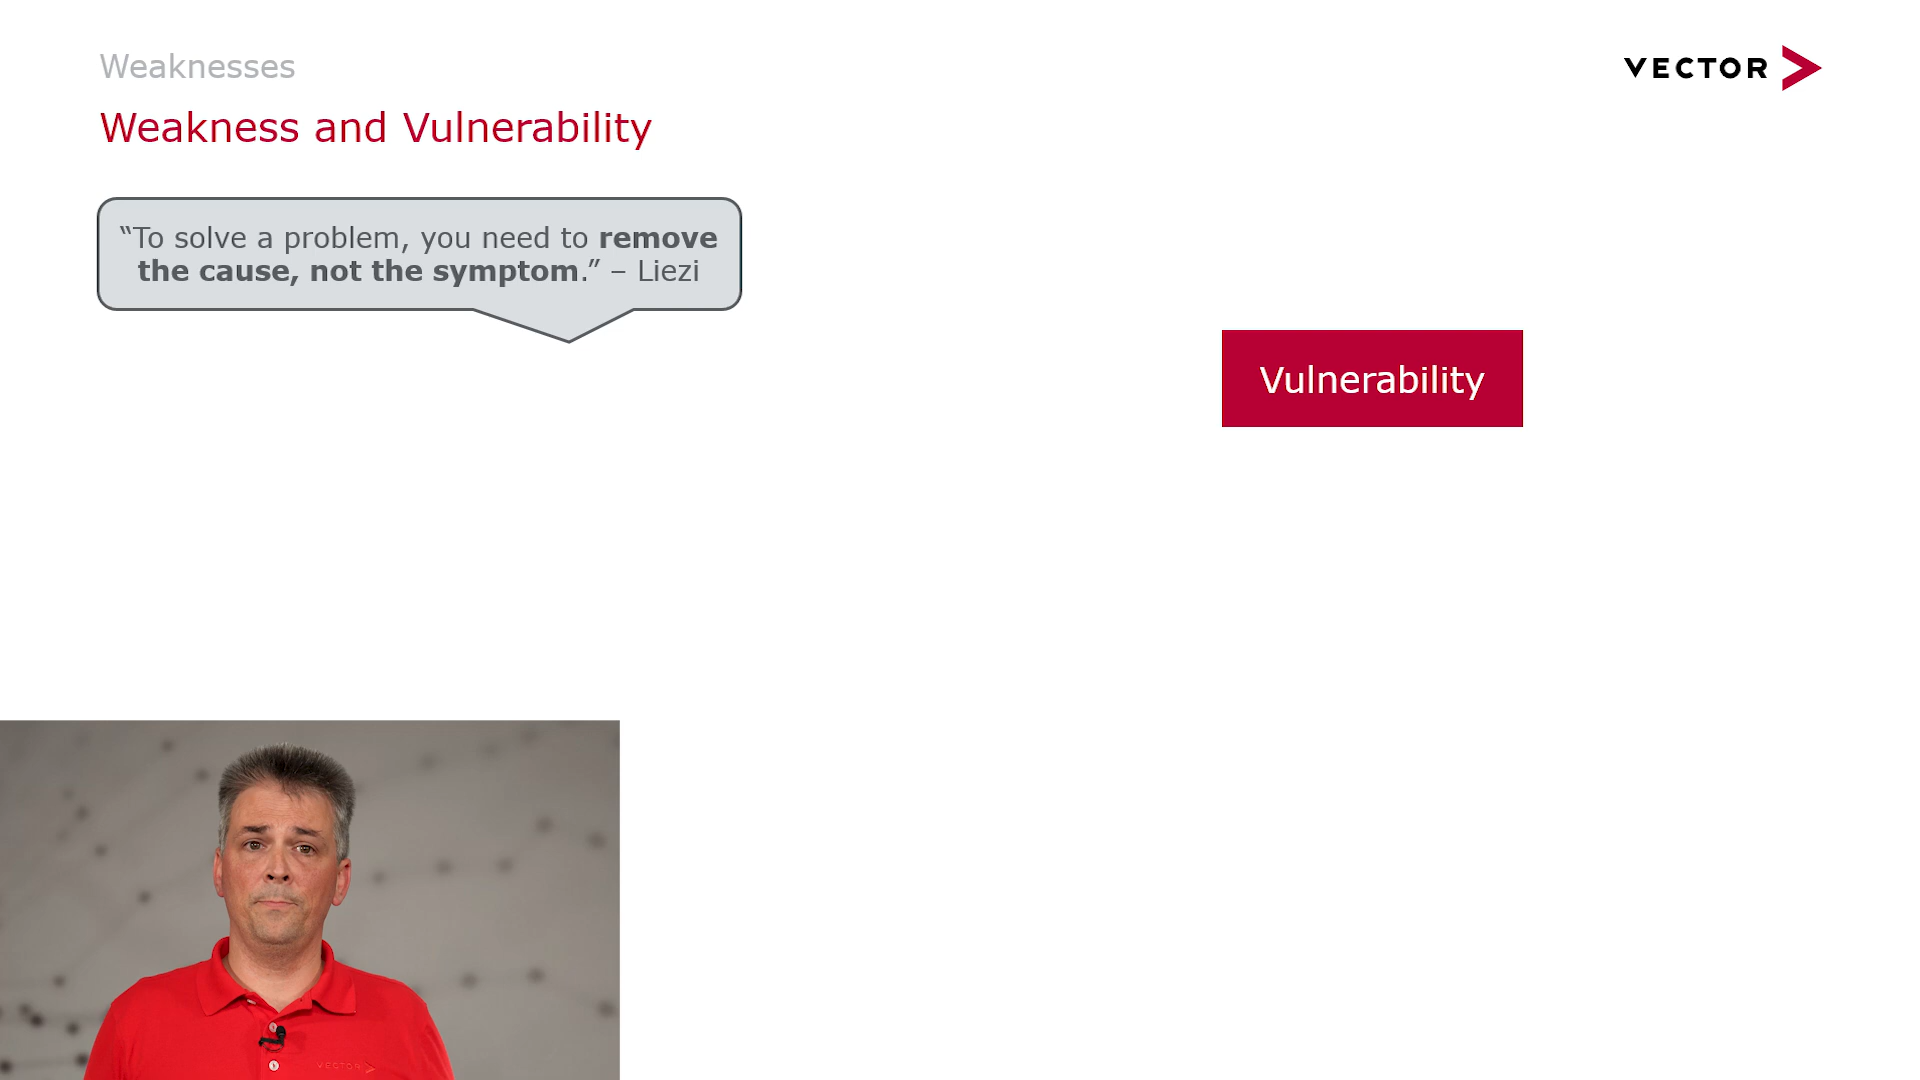 Weaknesses
VECTOR
Weakness and Vulnerability
“To solve a problem, you need to remove
the cause, not the symptom.” – Liezi
Vulnerability
VECTOR